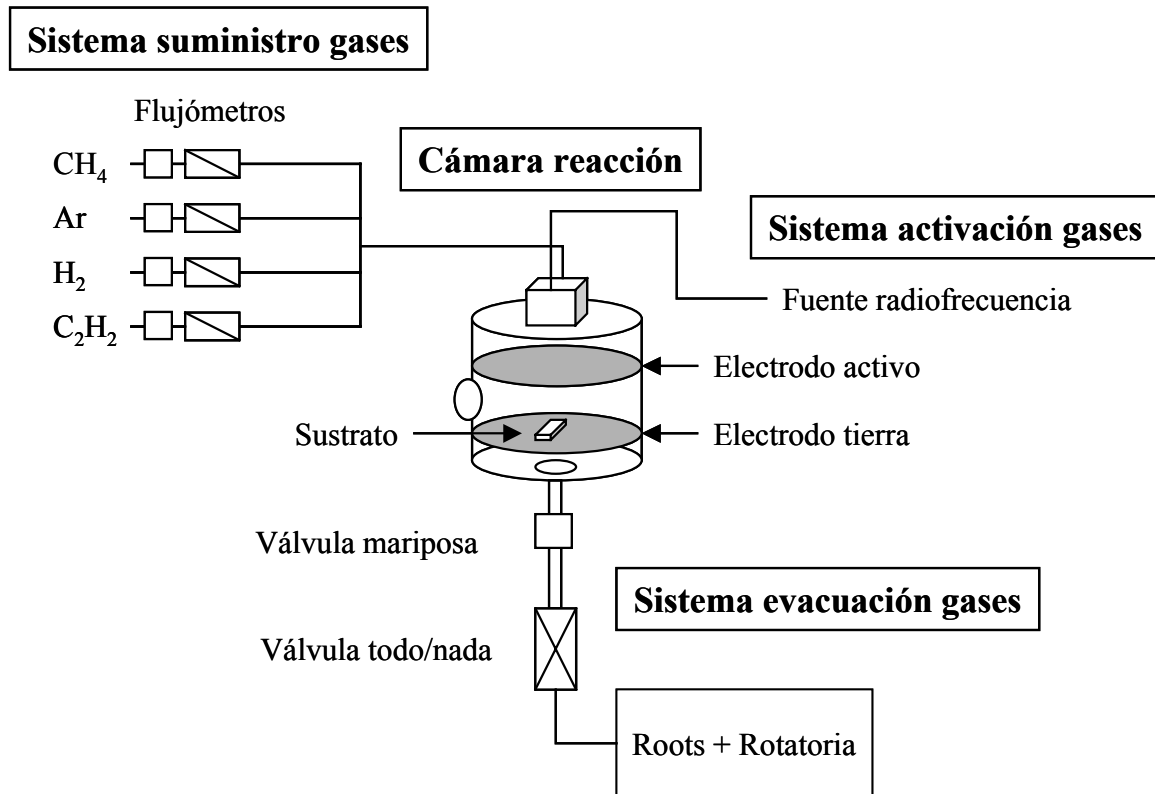 Sistema suministro gases
Flujómetros
CH₄
Ar
H₂
C₂H₂
Cámara reacción
Sistema activación gases
Fuente radiofrecuencia
Electrodo activo
Sustrato
Electrodo tierra
Válvula mariposa
Sistema evacuación gases
Válvula todo/nada
Roots + Rotatoria